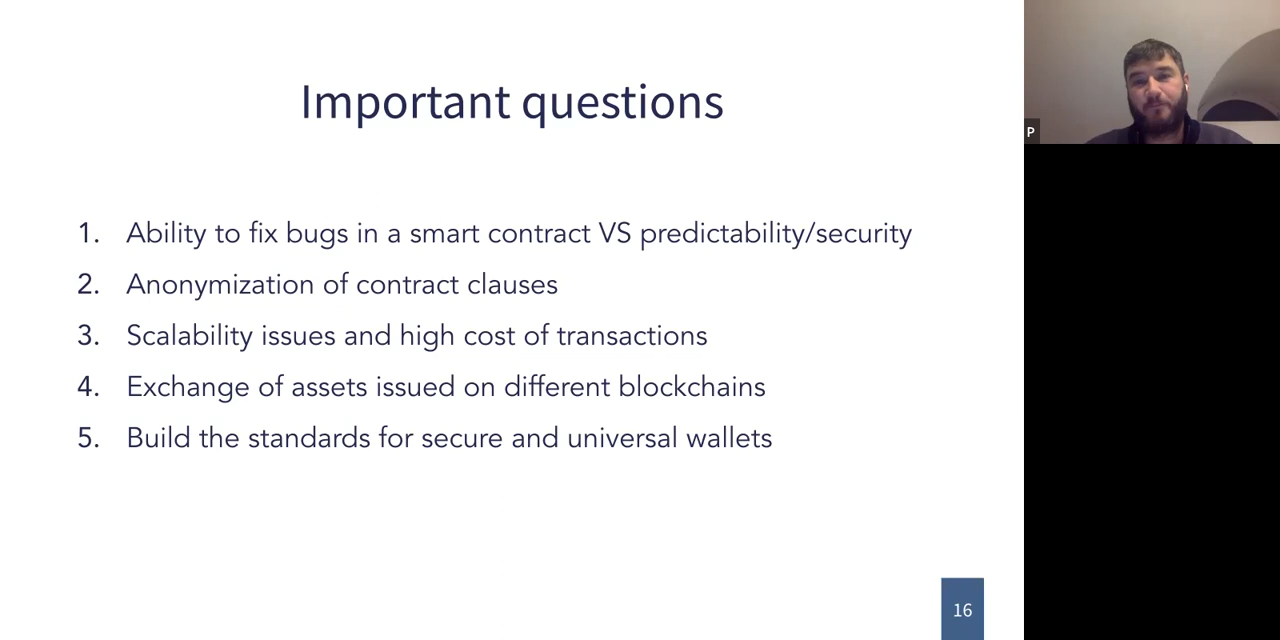 Important questions
1. Ability to fix bugs in a smart contract VS predictability/security
2. Anonymization of contract clauses
3. Scalability issues and high cost of transactions
4. Exchange of assets issued on different blockchains
5. Build the standards for secure and universal wallets
16
P